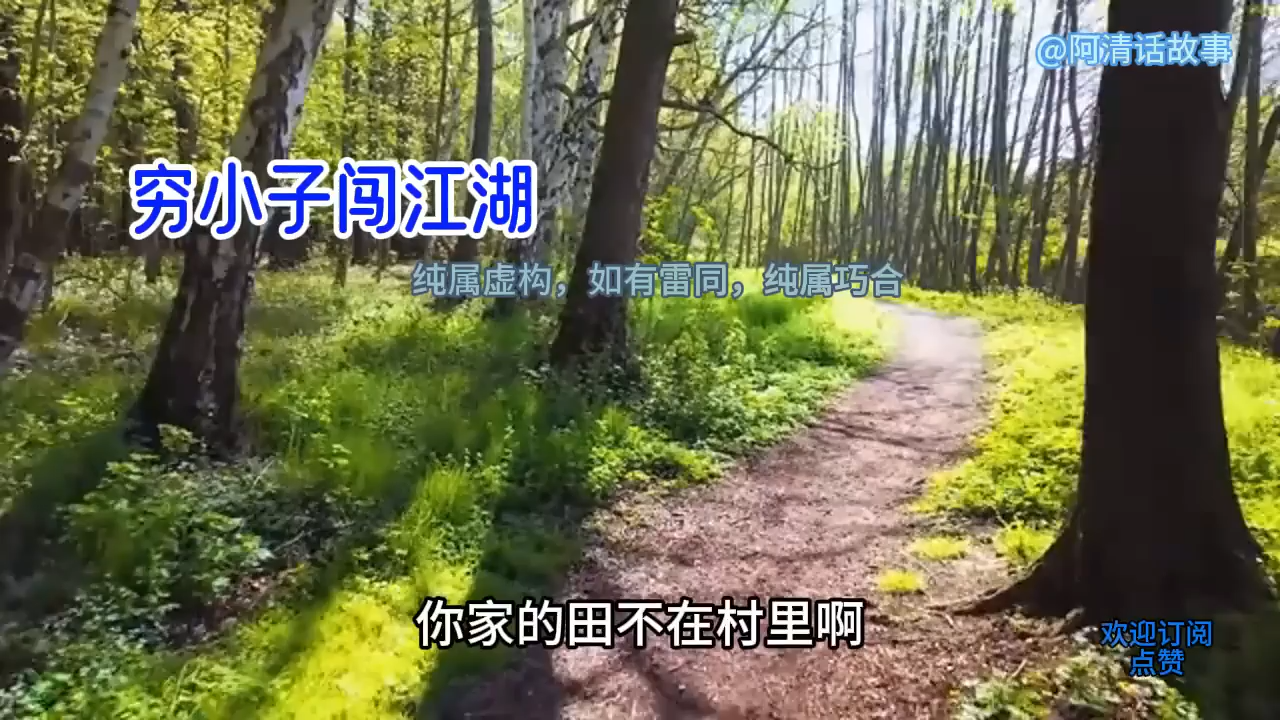 @阿清话故事
穷小子闯江湖
纯属虚构，如有雷同，纯属巧合
你家的田不在村里啊
欢迎订阅
点赞